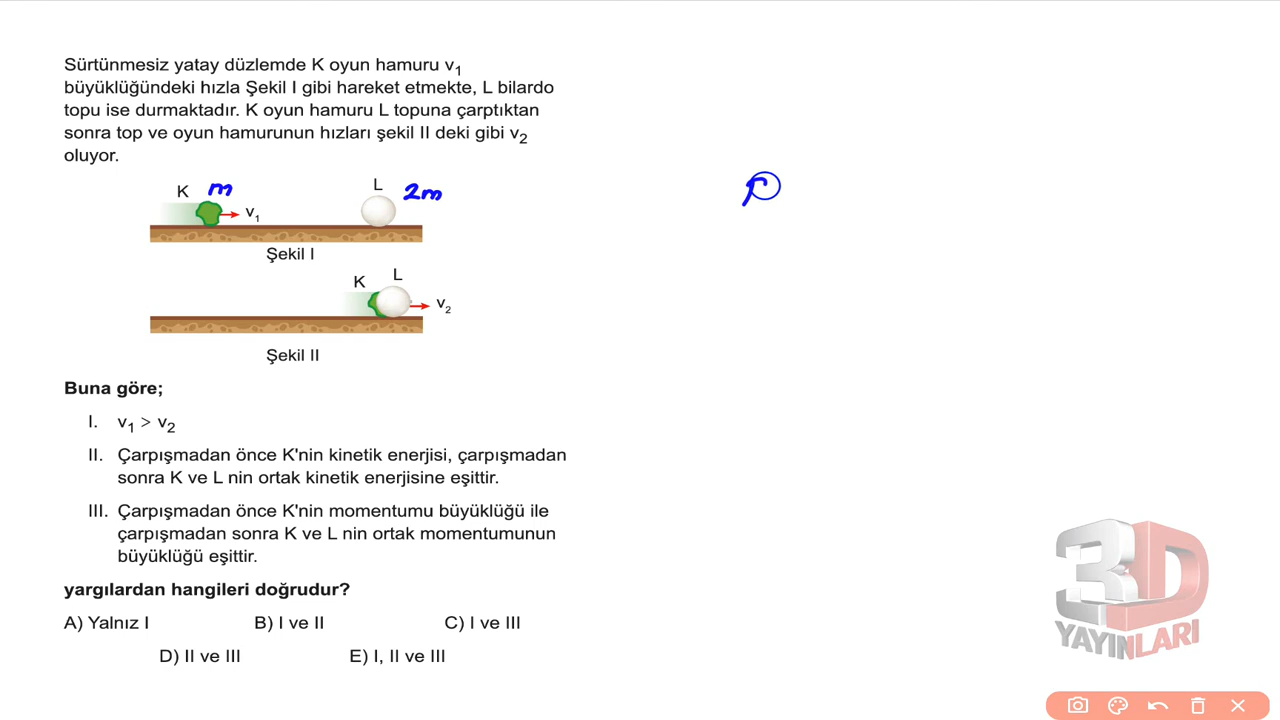 Sürtünmesiz yatay düzlemde K oyun hamuru v₁
büyüklüğündeki hızla Şekil I gibi hareket etmekte, L bilardo
topu ise durmaktadır. K oyun hamuru L topuna çarptıktan
sonra top ve oyun hamurunun hızları şekil II deki gibi v₂
oluyor.
K m L 2m
v₁
Şekil I
K L
v₂
Şekil II
Buna göre;
I. v₁ > v₂
II. Çarpışmadan önce K'nin kinetik enerjisi, çarpışmadan
sonra K ve L nin ortak kinetik enerjisine eşittir.
III. Çarpışmadan önce K'nin momentumu büyüklüğü ile
çarpışmadan sonra K ve L nin ortak momentumunun
büyüklüğü eşittir.
yargılardan hangileri doğrudur?
A) Yalnız I B) I ve II C) I ve III
D) II ve III E) I, II ve III
3D
YAYINLARI